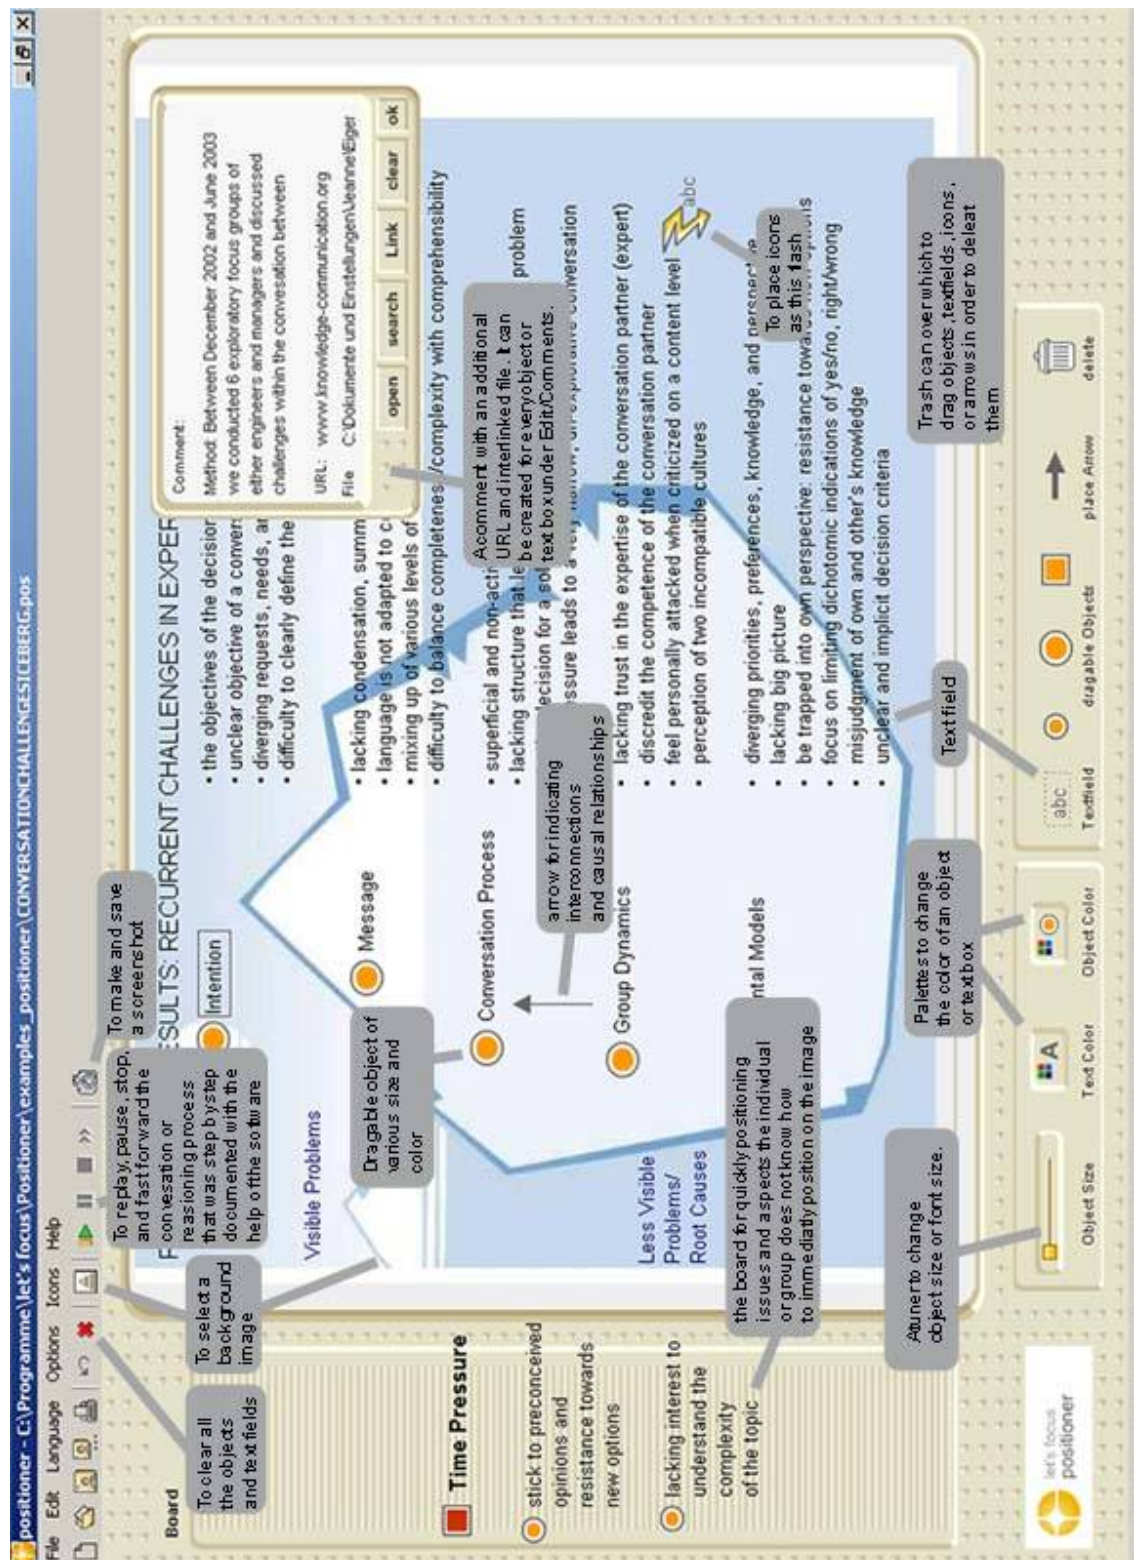 positioner - C:\Programme\let's focus\Positioner\examples_positioner\CONVERSATIONCHALLENGESICEBERG.pos
File Edit Language Options Icons Help
To clear all
the objects
and textfields
To select a
background
image
To replay, pause, stop,
and fast forward the
convesation or
reasioning process
that was step by step
documented with the
help of the software
To make and save
a screenshot
Board
Time Pressure
stick to preconceived
opinions and
resistance towards
new options
lacking interest to
understand the
complexity
of the topic
SULTS: RECURRENT CHALLENGES IN EXPER
Intention
• the objectives of the decision
• unclear objective of a convers
• diverging requests, needs, ar
• difficulty to clearly define the
Comment:
Method: Between December 2002 and June 2003
we conducted 6 exploratory focus groups of
either engineers and managers and discussed
challenges within the conversation between
URL: www.knowledge-communication.org
File C:\Dokumente und Einstellungen\Jeanne\Eiger
open search Link clear ok
Visible Problems
Message
• lacking condensation, summ
• language is not adapted to c
• mixing up of various levels of
• difficulty to balance completeness/complexity with comprehensibility
Dragable object of
various size and
color
Conversation Process
• superficial and non-acti
• lacking structure that le problem
ecision for a so
essure leads to a conversation
A comment with an additional
URL and interlinked file. It can
be created for every object or
text box under Edit/Comments.
arrow for indicating
interconnections
and causal relationships
Group Dynamics
• lacking trust in the expertise of the conversation partner (expert)
• discredit the competence of the conversation partner
• feel personally attacked when criticized on a content level
• perception of two incompatible cultures
abc
To place icons
as this flash
Less Visible
Problems/
Root Causes
ntal Models
• diverging priorities, preferences, knowledge, and perspective
• lacking big picture
• be trapped into own perspective: resistance towards
• focus on limiting dichotomic indications of yes/no, right/wrong
• misjudgment of own and other's knowledge
• unclear and implicit decision criteria
the board for quickly positioning
issues and aspects the individual
or group does not know how
to immediatly position on the image
A tuner to change
object size or font size.
Palettes to change
the color of an object
or textbox
Textfield
Trash can over which to
drag objects, textfields, icons,
or arrows in order to deleat
them
let's focus
positioner
Object Size
A
Text Color
Object Color
abc
Textfield
dragable Objects
place Arrow
delete